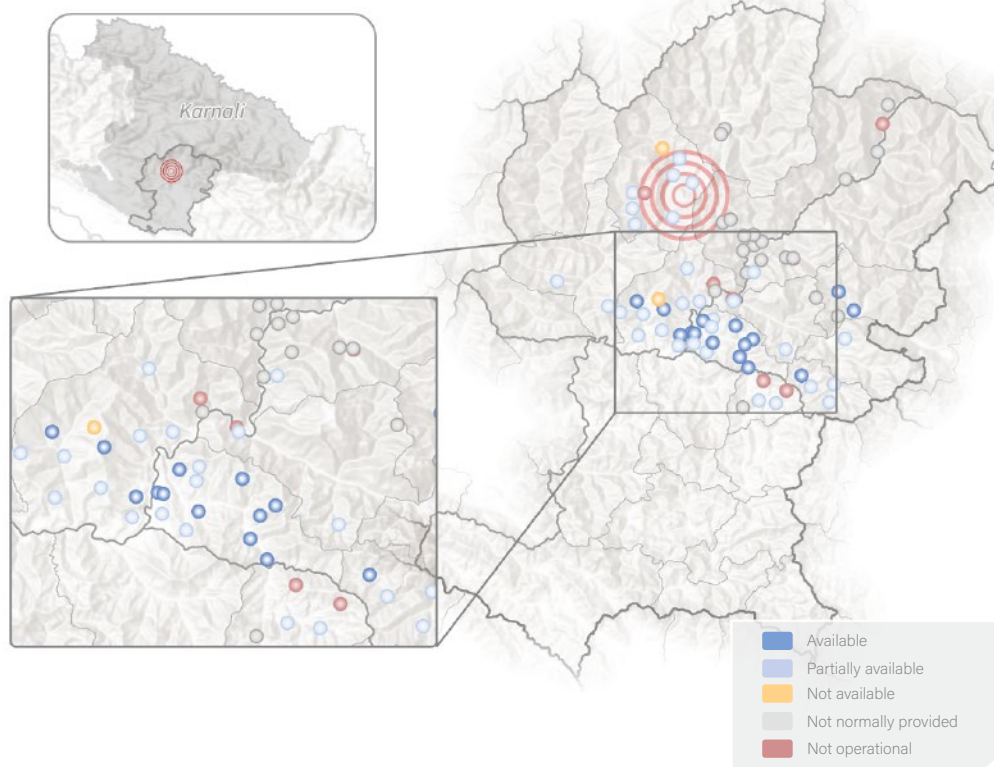 Karnali
Available
Partially available
Not available
Not normally provided
Not operational